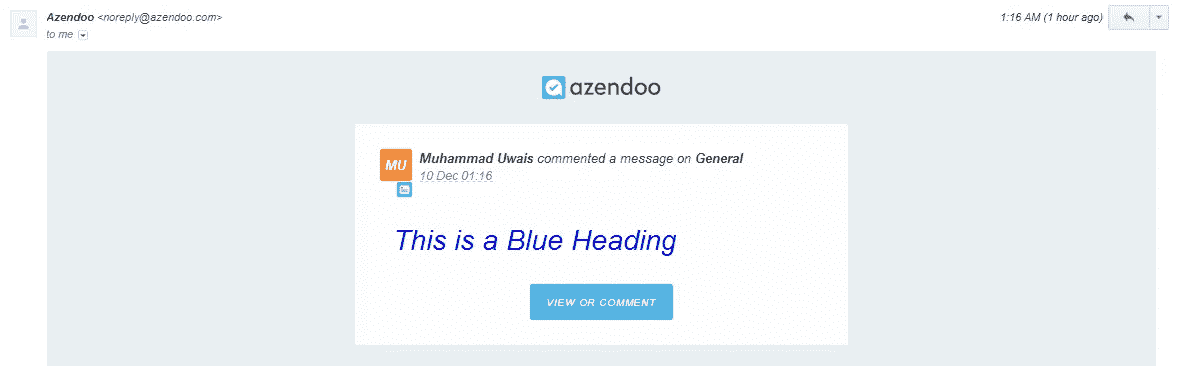 Azendoo <noreply@azendoo.com>
1:16 AM (1 hour ago)
to me
azendoo
MU
Muhammad Uwais commented a message on General
10 Dec 01:16
This is a Blue Heading
VIEW OR COMMENT